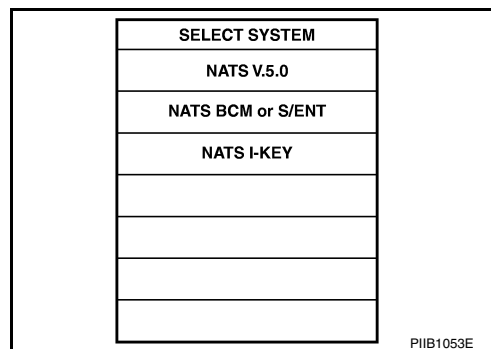 SELECT SYSTEM
NATS V.5.0
NATS BCM or S/ENT
NATS I-KEY
PIIB1053E